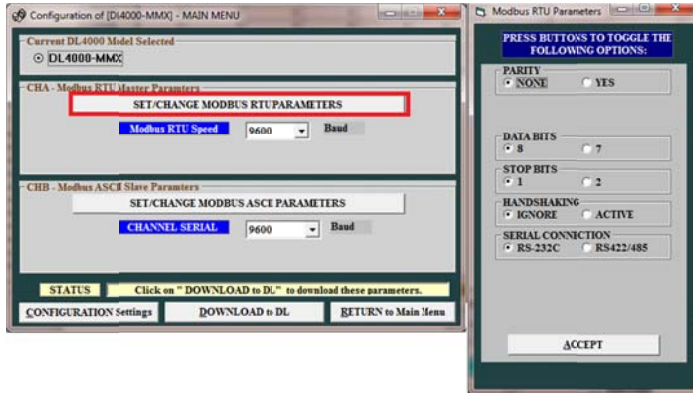 Configuration of [DL4000-MMX] - MAIN MENU
Current DL4000 Model Selected
DL4000-MMX
CHA - Modbus RTU Master Paramters
SET/CHANGE MODBUS RTUPARAMETERS
Modbus RTU Speed 9600 Baud
CHB - Modbus ASCI Slave Paramters
SET/CHANGE MODBUS ASCI PARAMETERS
CHANNEL SERIAL 9600 Baud
STATUS Click on " DOWNLOAD to DL" to download these parameters.
CONFIGURATION Settings DOWNLOAD to DL RETURN to Main Menu
Modbus RTU Parameters
PRESS BUTTONS TO TOGGLE THE
FOLLOWING OPTIONS:
PARITY
NONE YES
DATA BITS
8 7
STOP BITS
1 2
HANDSHAKING
IGNORE ACTIVE
SERIAL CONNICTION
RS-232C RS422/485
ACCEPT